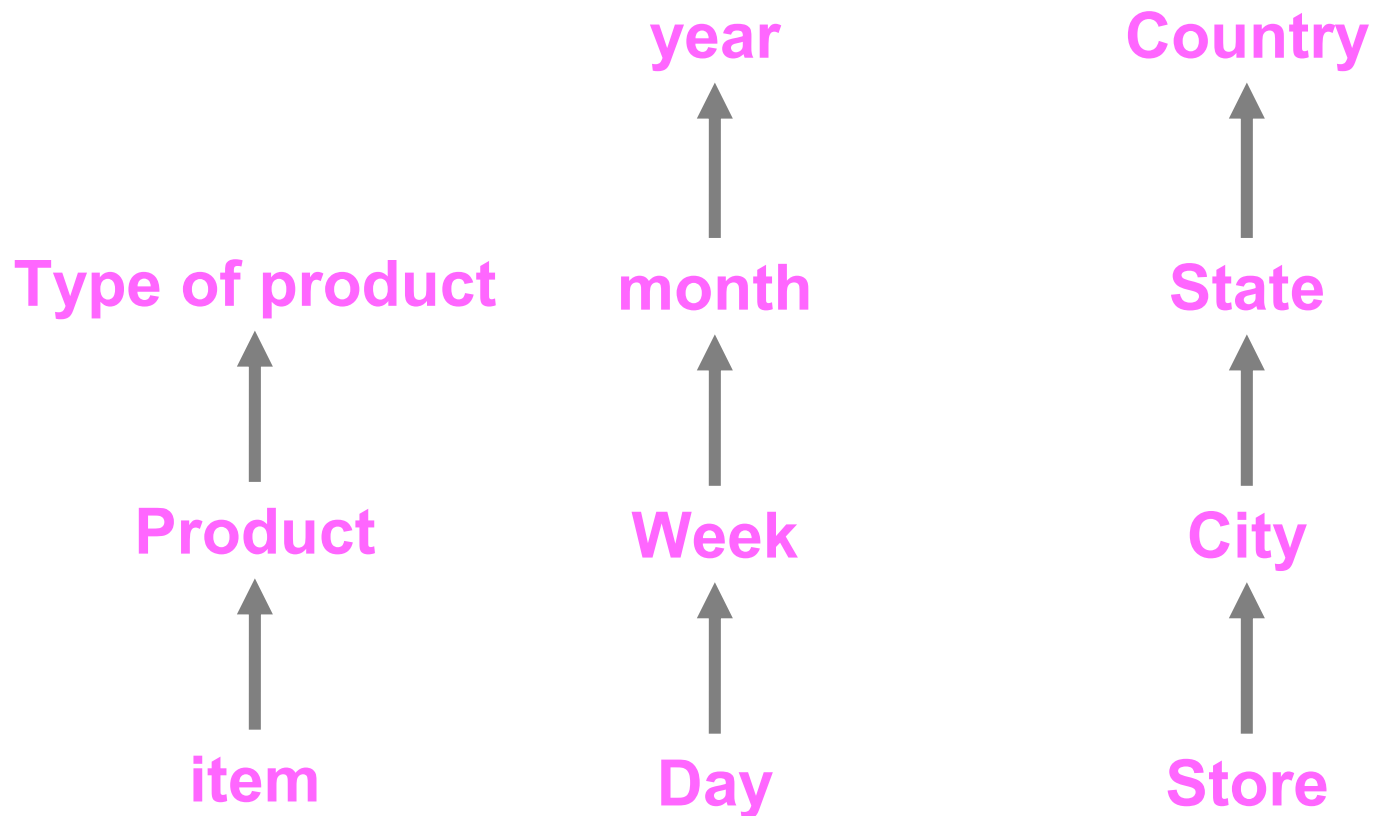 year
Country
Type of product
month
State
Product
Week
City
item
Day
Store